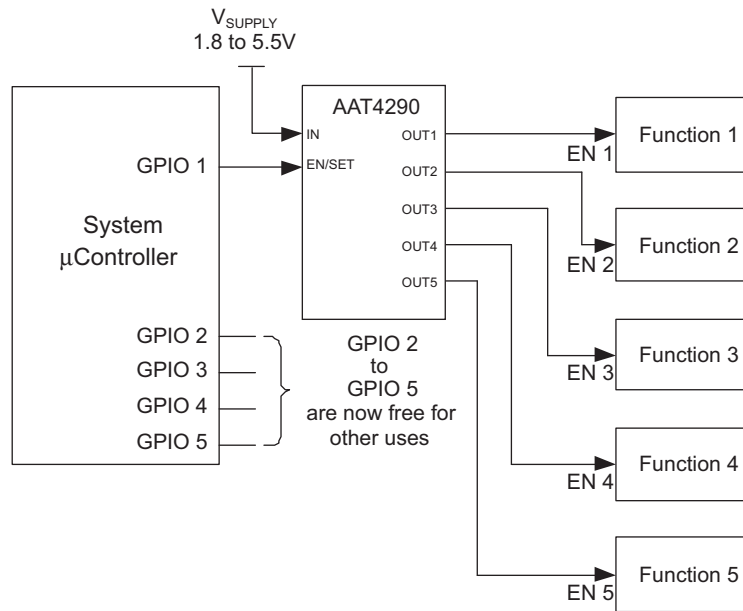 V_SUPPLY
1.8 to 5.5V
AAT4290
IN
OUT1
EN/SET
OUT2
OUT3
OUT4
OUT5
GPIO 1
System
µController
GPIO 2
GPIO 3
GPIO 4
GPIO 5
GPIO 2
to
GPIO 5
are now free for
other uses
EN 1
Function 1
EN 2
Function 2
EN 3
Function 3
EN 4
Function 4
EN 5
Function 5